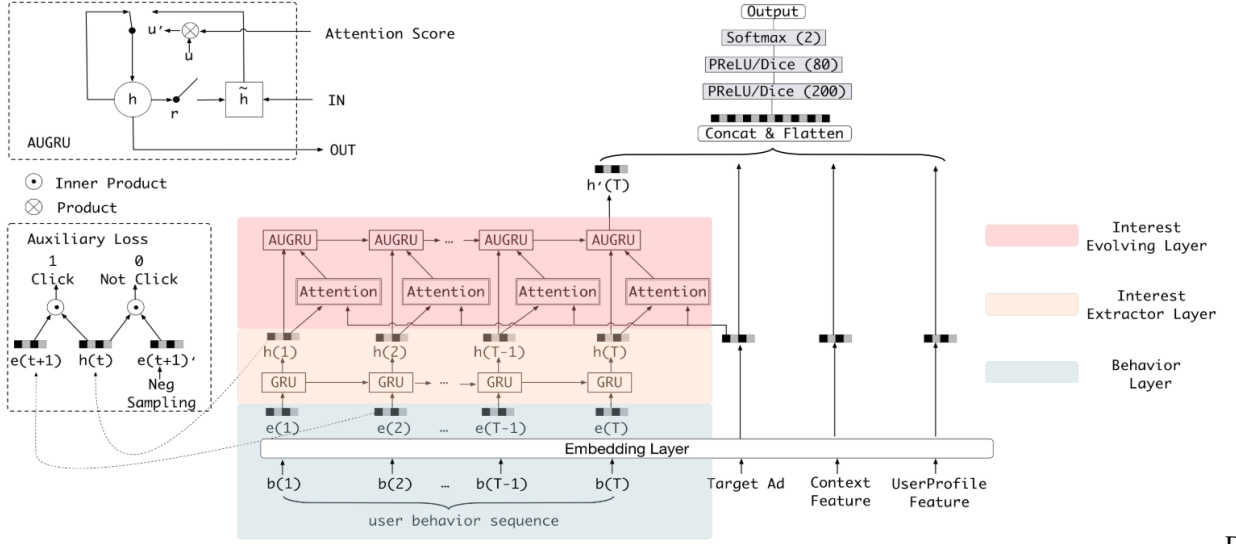 Output
Softmax (2)
PReLU/Dice (80)
PReLU/Dice (200)
Concat & Flatten
u'
u
Attention Score
h
r
h̃
IN
AUGRU
OUT
Inner Product
Product
h'(T)
Auxiliary Loss
1
0
Click
Not Click
e(t+1)
h(t)
e(t+1)'
Neg
Sampling
AUGRU
AUGRU
...
AUGRU
AUGRU
Attention
Attention
Attention
Attention
h(1)
h(2)
h(T-1)
h(T)
GRU
GRU
...
GRU
GRU
e(1)
e(2)
...
e(T-1)
e(T)
Embedding Layer
b(1)
b(2)
...
b(T-1)
b(T)
user behavior sequence
Target Ad
Context
Feature
UserProfile
Feature
Interest
Evolving Layer
Interest
Extractor Layer
Behavior
Layer